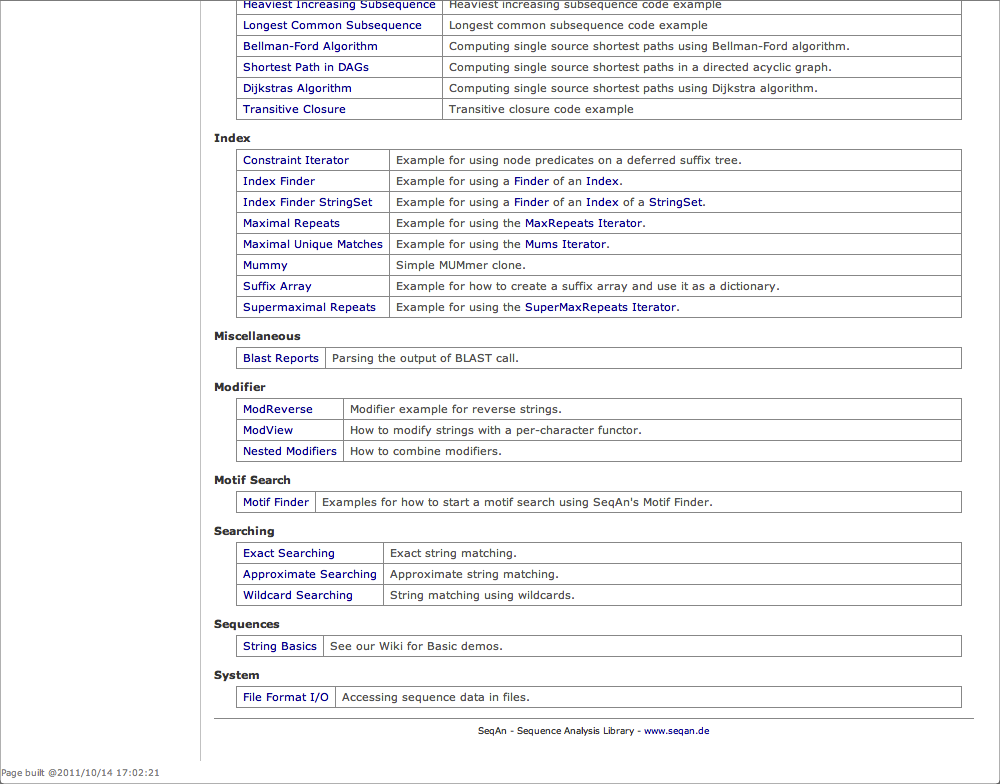 Heaviest Increasing Subsequence Heaviest increasing subsequence code example
Longest Common Subsequence Longest common subsequence code example
Bellman-Ford Algorithm Computing single source shortest paths using Bellman-Ford algorithm.
Shortest Path in DAGs Computing single source shortest paths in a directed acyclic graph.
Dijkstras Algorithm Computing single source shortest paths using Dijkstra algorithm.
Transitive Closure Transitive closure code example
Index
Constraint Iterator Example for using node predicates on a deferred suffix tree.
Index Finder Example for using a Finder of an Index.
Index Finder StringSet Example for using a Finder of an Index of a StringSet.
Maximal Repeats Example for using the MaxRepeats Iterator.
Maximal Unique Matches Example for using the Mums Iterator.
Mummy Simple MUMmer clone.
Suffix Array Example for how to create a suffix array and use it as a dictionary.
Supermaximal Repeats Example for using the SuperMaxRepeats Iterator.
Miscellaneous
Blast Reports Parsing the output of BLAST call.
Modifier
ModReverse Modifier example for reverse strings.
ModView How to modify strings with a per-character functor.
Nested Modifiers How to combine modifiers.
Motif Search
Motif Finder Examples for how to start a motif search using SeqAn's Motif Finder.
Searching
Exact Searching Exact string matching.
Approximate Searching Approximate string matching.
Wildcard Searching String matching using wildcards.
Sequences
String Basics See our Wiki for Basic demos.
System
File Format I/O Accessing sequence data in files.
SeqAn - Sequence Analysis Library - www.seqan.de
Page built @2011/10/14 17:02:21